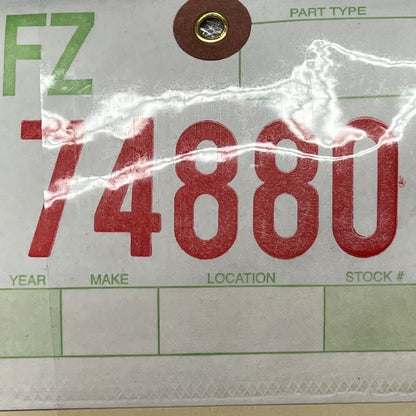 FZ
PART TYPE
74880
YEAR MAKE LOCATION STOCK #